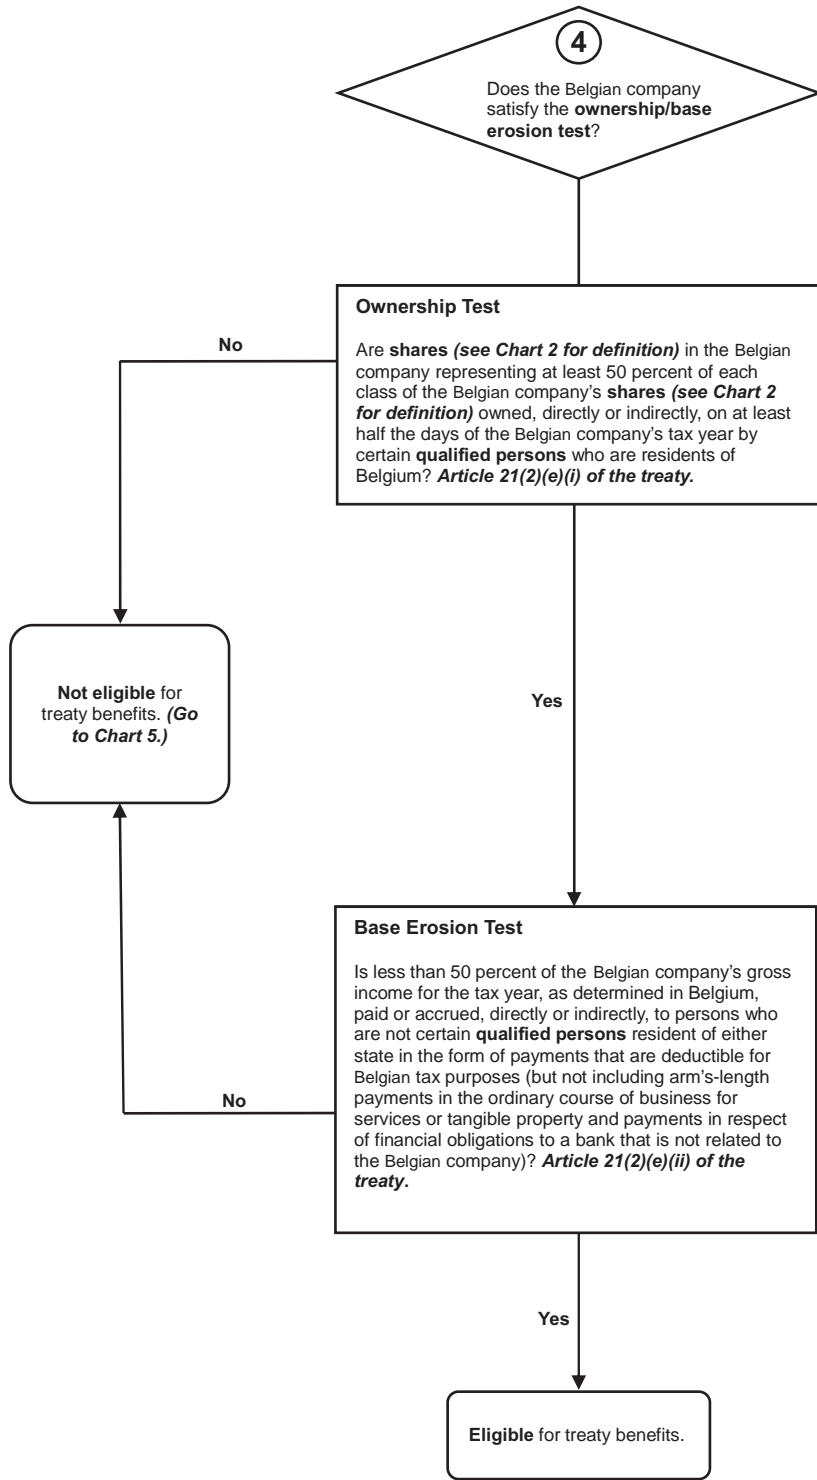 4
Does the Belgian company
satisfy the ownership/base
erosion test?
Ownership Test
Are shares (see Chart 2 for definition) in the Belgian
company representing at least 50 percent of each
class of the Belgian company’s shares (see Chart 2
for definition) owned, directly or indirectly, on at least
half the days of the Belgian company’s tax year by
certain qualified persons who are residents of
Belgium? Article 21(2)(e)(i) of the treaty.
No
Not eligible for
treaty benefits. (Go
to Chart 5.)
Yes
Base Erosion Test
Is less than 50 percent of the Belgian company’s gross
income for the tax year, as determined in Belgium,
paid or accrued, directly or indirectly, to persons who
are not certain qualified persons resident of either
state in the form of payments that are deductible for
Belgian tax purposes (but not including arm’s-length
payments in the ordinary course of business for
services or tangible property and payments in respect
of financial obligations to a bank that is not related to
the Belgian company)? Article 21(2)(e)(ii) of the
treaty.
No
Yes
Eligible for treaty benefits.